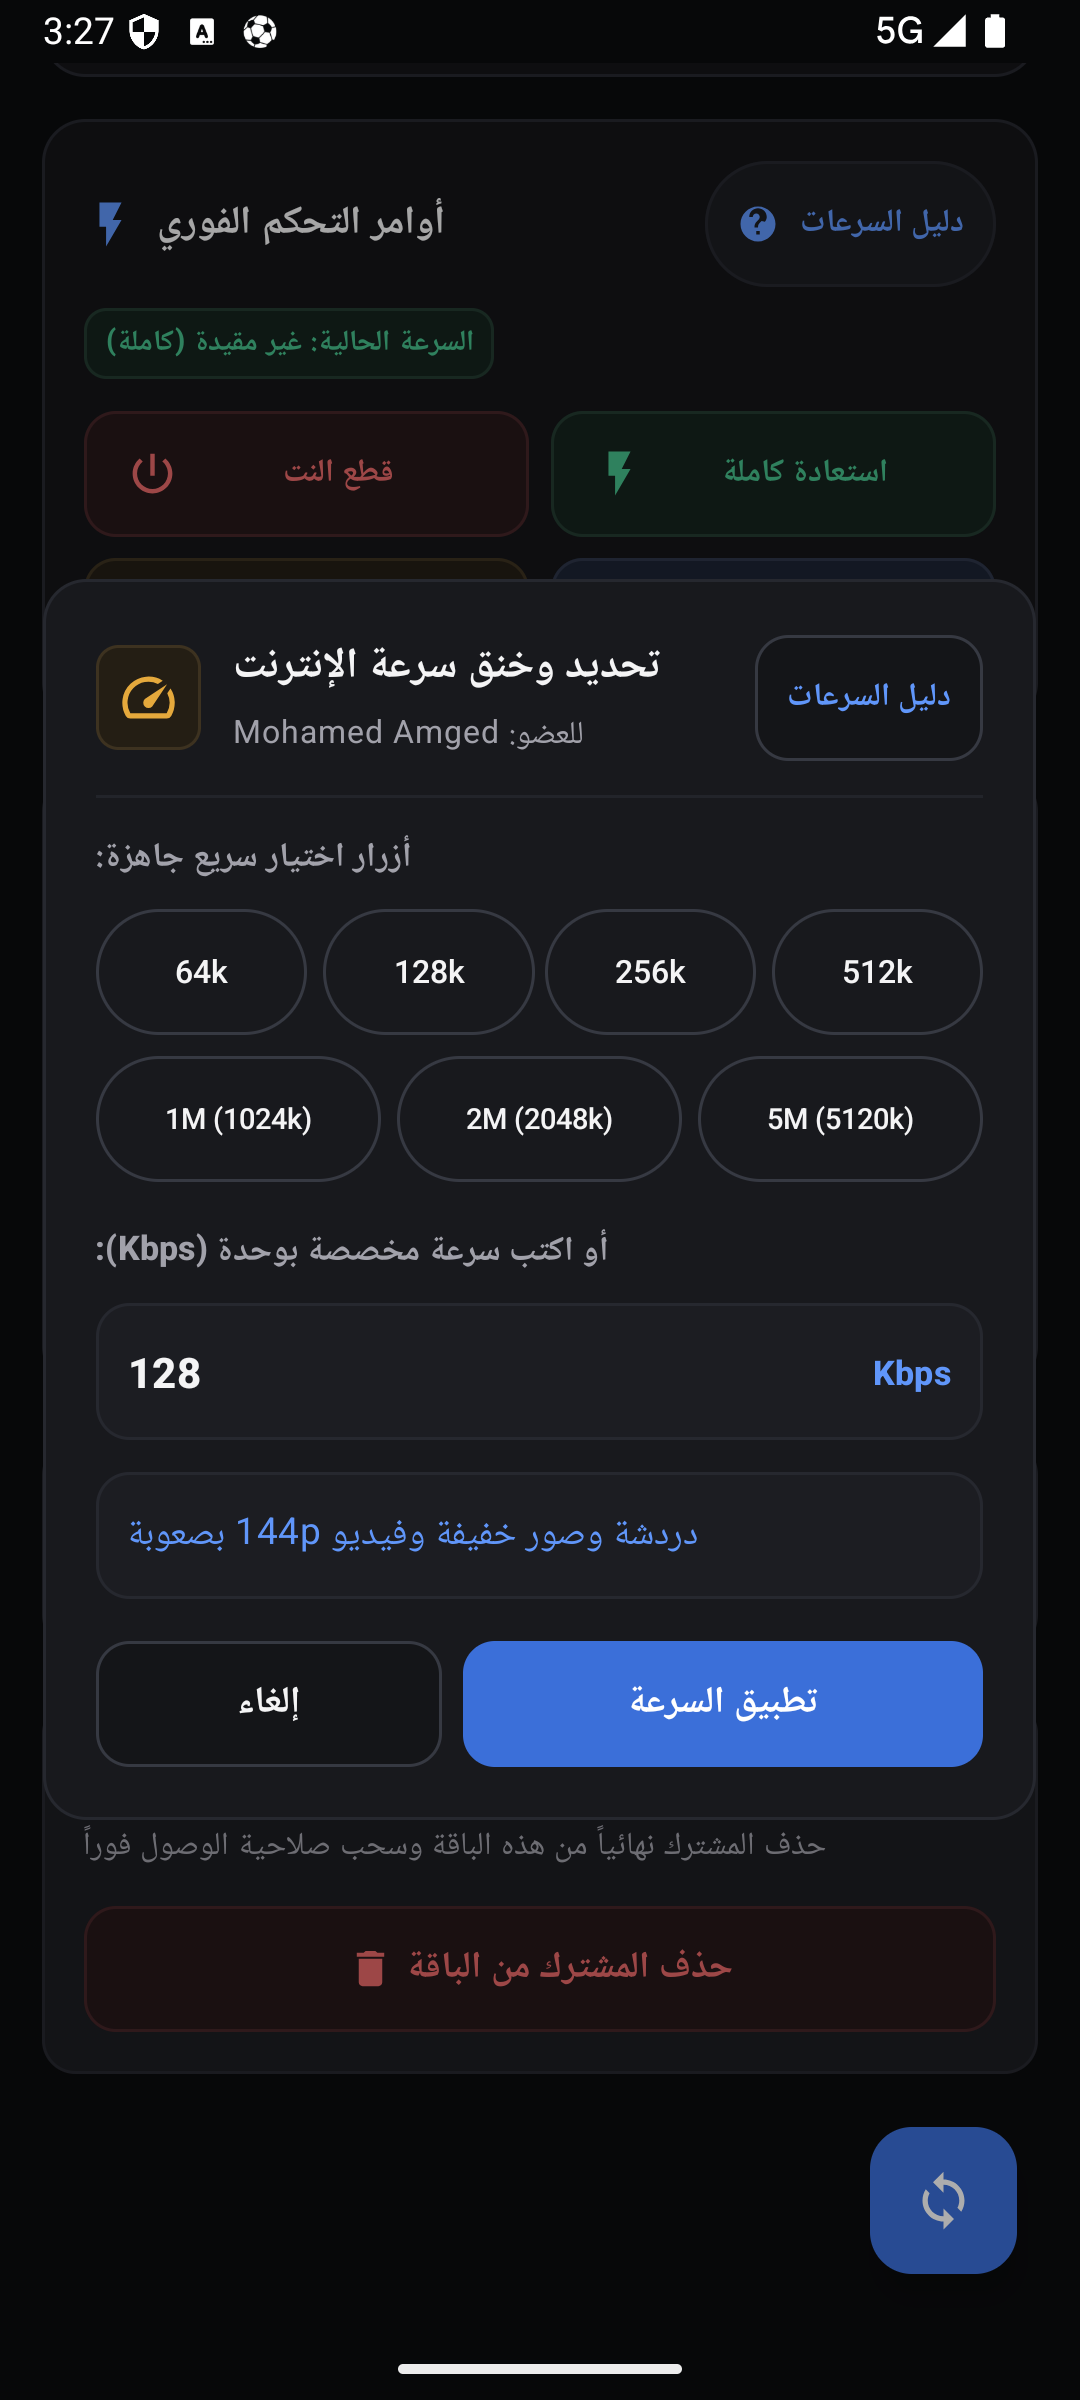 3:27
5G
أوامر التحكم الفوري
دليل السرعات
السرعة الحالية: غير مقيدة (كاملة)
قطع النت
استعادة كاملة
تحديد وخنق سرعة الإنترنت
للعضو: Mohamed Amged
دليل السرعات
أزرار اختيار سريع جاهزة:
64k
128k
256k
512k
1M (1024k)
2M (2048k)
5M (5120k)
أو اكتب سرعة مخصصة بوحدة (Kbps):
128
Kbps
دردشة وصور خفيفة وفيديو 144p بصعوبة
إلغاء
تطبيق السرعة
حذف المشترك نهائياً من هذه الباقة وسحب صلاحية الوصول فوراً
حذف المشترك من الباقة